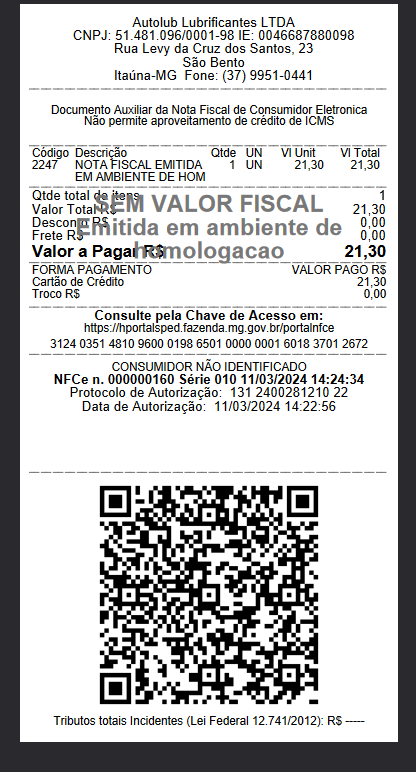 Autolub Lubrificantes LTDA
CNPJ: 51.481.096/0001-98 IE: 0046687880098
Rua Levy da Cruz dos Santos, 23
São Bento
Itaúna-MG Fone: (37) 9951-0441
Documento Auxiliar da Nota Fiscal de Consumidor Eletronica
Não permite aproveitamento de crédito de ICMS
Código Descrição Qtde UN Vl Unit Vl Total
2247 NOTA FISCAL EMITIDA 1 UN 21,30 21,30
EM AMBIENTE DE HOM
Qtde total de itens 1
SEM VALOR FISCAL
Valor Total R$ 21,30
Desconto R$ 0,00
Emitida em ambiente de
Frete R$ 0,00
homologacao
Valor a Pagar R$ 21,30
FORMA PAGAMENTO VALOR PAGO R$
Cartão de Crédito 21,30
Troco R$ 0,00
Consulte pela Chave de Acesso em:
https://hportalsped.fazenda.mg.gov.br/portalnfce
3124 0351 4810 9600 0198 6501 0000 0001 6018 3701 2672
CONSUMIDOR NÃO IDENTIFICADO
NFCe n. 000000160 Série 010 11/03/2024 14:24:34
Protocolo de Autorização: 131 2400281210 22
Data de Autorização: 11/03/2024 14:22:56
Tributos totais Incidentes (Lei Federal 12.741/2012): R$ -----